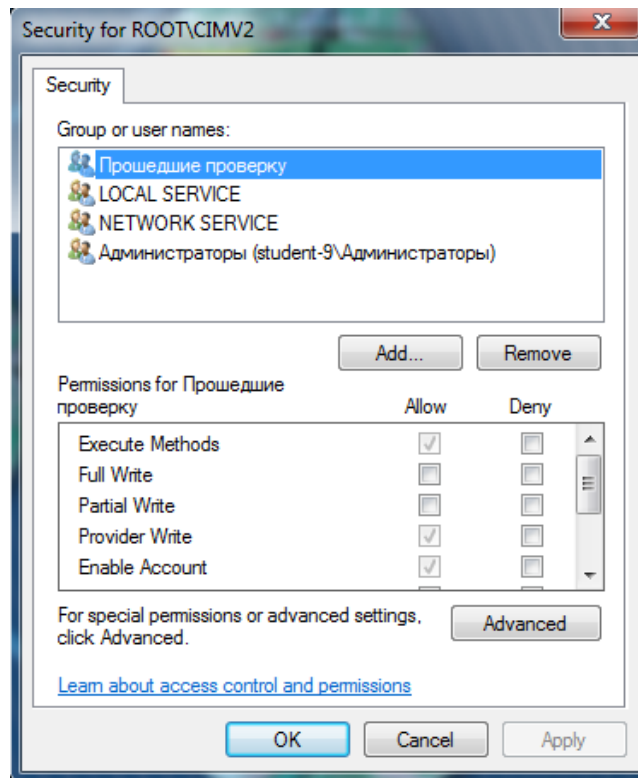 Security for ROOT\CIMV2
Security
Group or user names:
Прошедшие проверку
LOCAL SERVICE
NETWORK SERVICE
Администраторы (student-9\Администраторы)
Add...
Remove
Permissions for Прошедшие
проверку
Allow
Deny
Execute Methods
Full Write
Partial Write
Provider Write
Enable Account
For special permissions or advanced settings,
click Advanced.
Advanced
Learn about access control and permissions
OK
Cancel
Apply